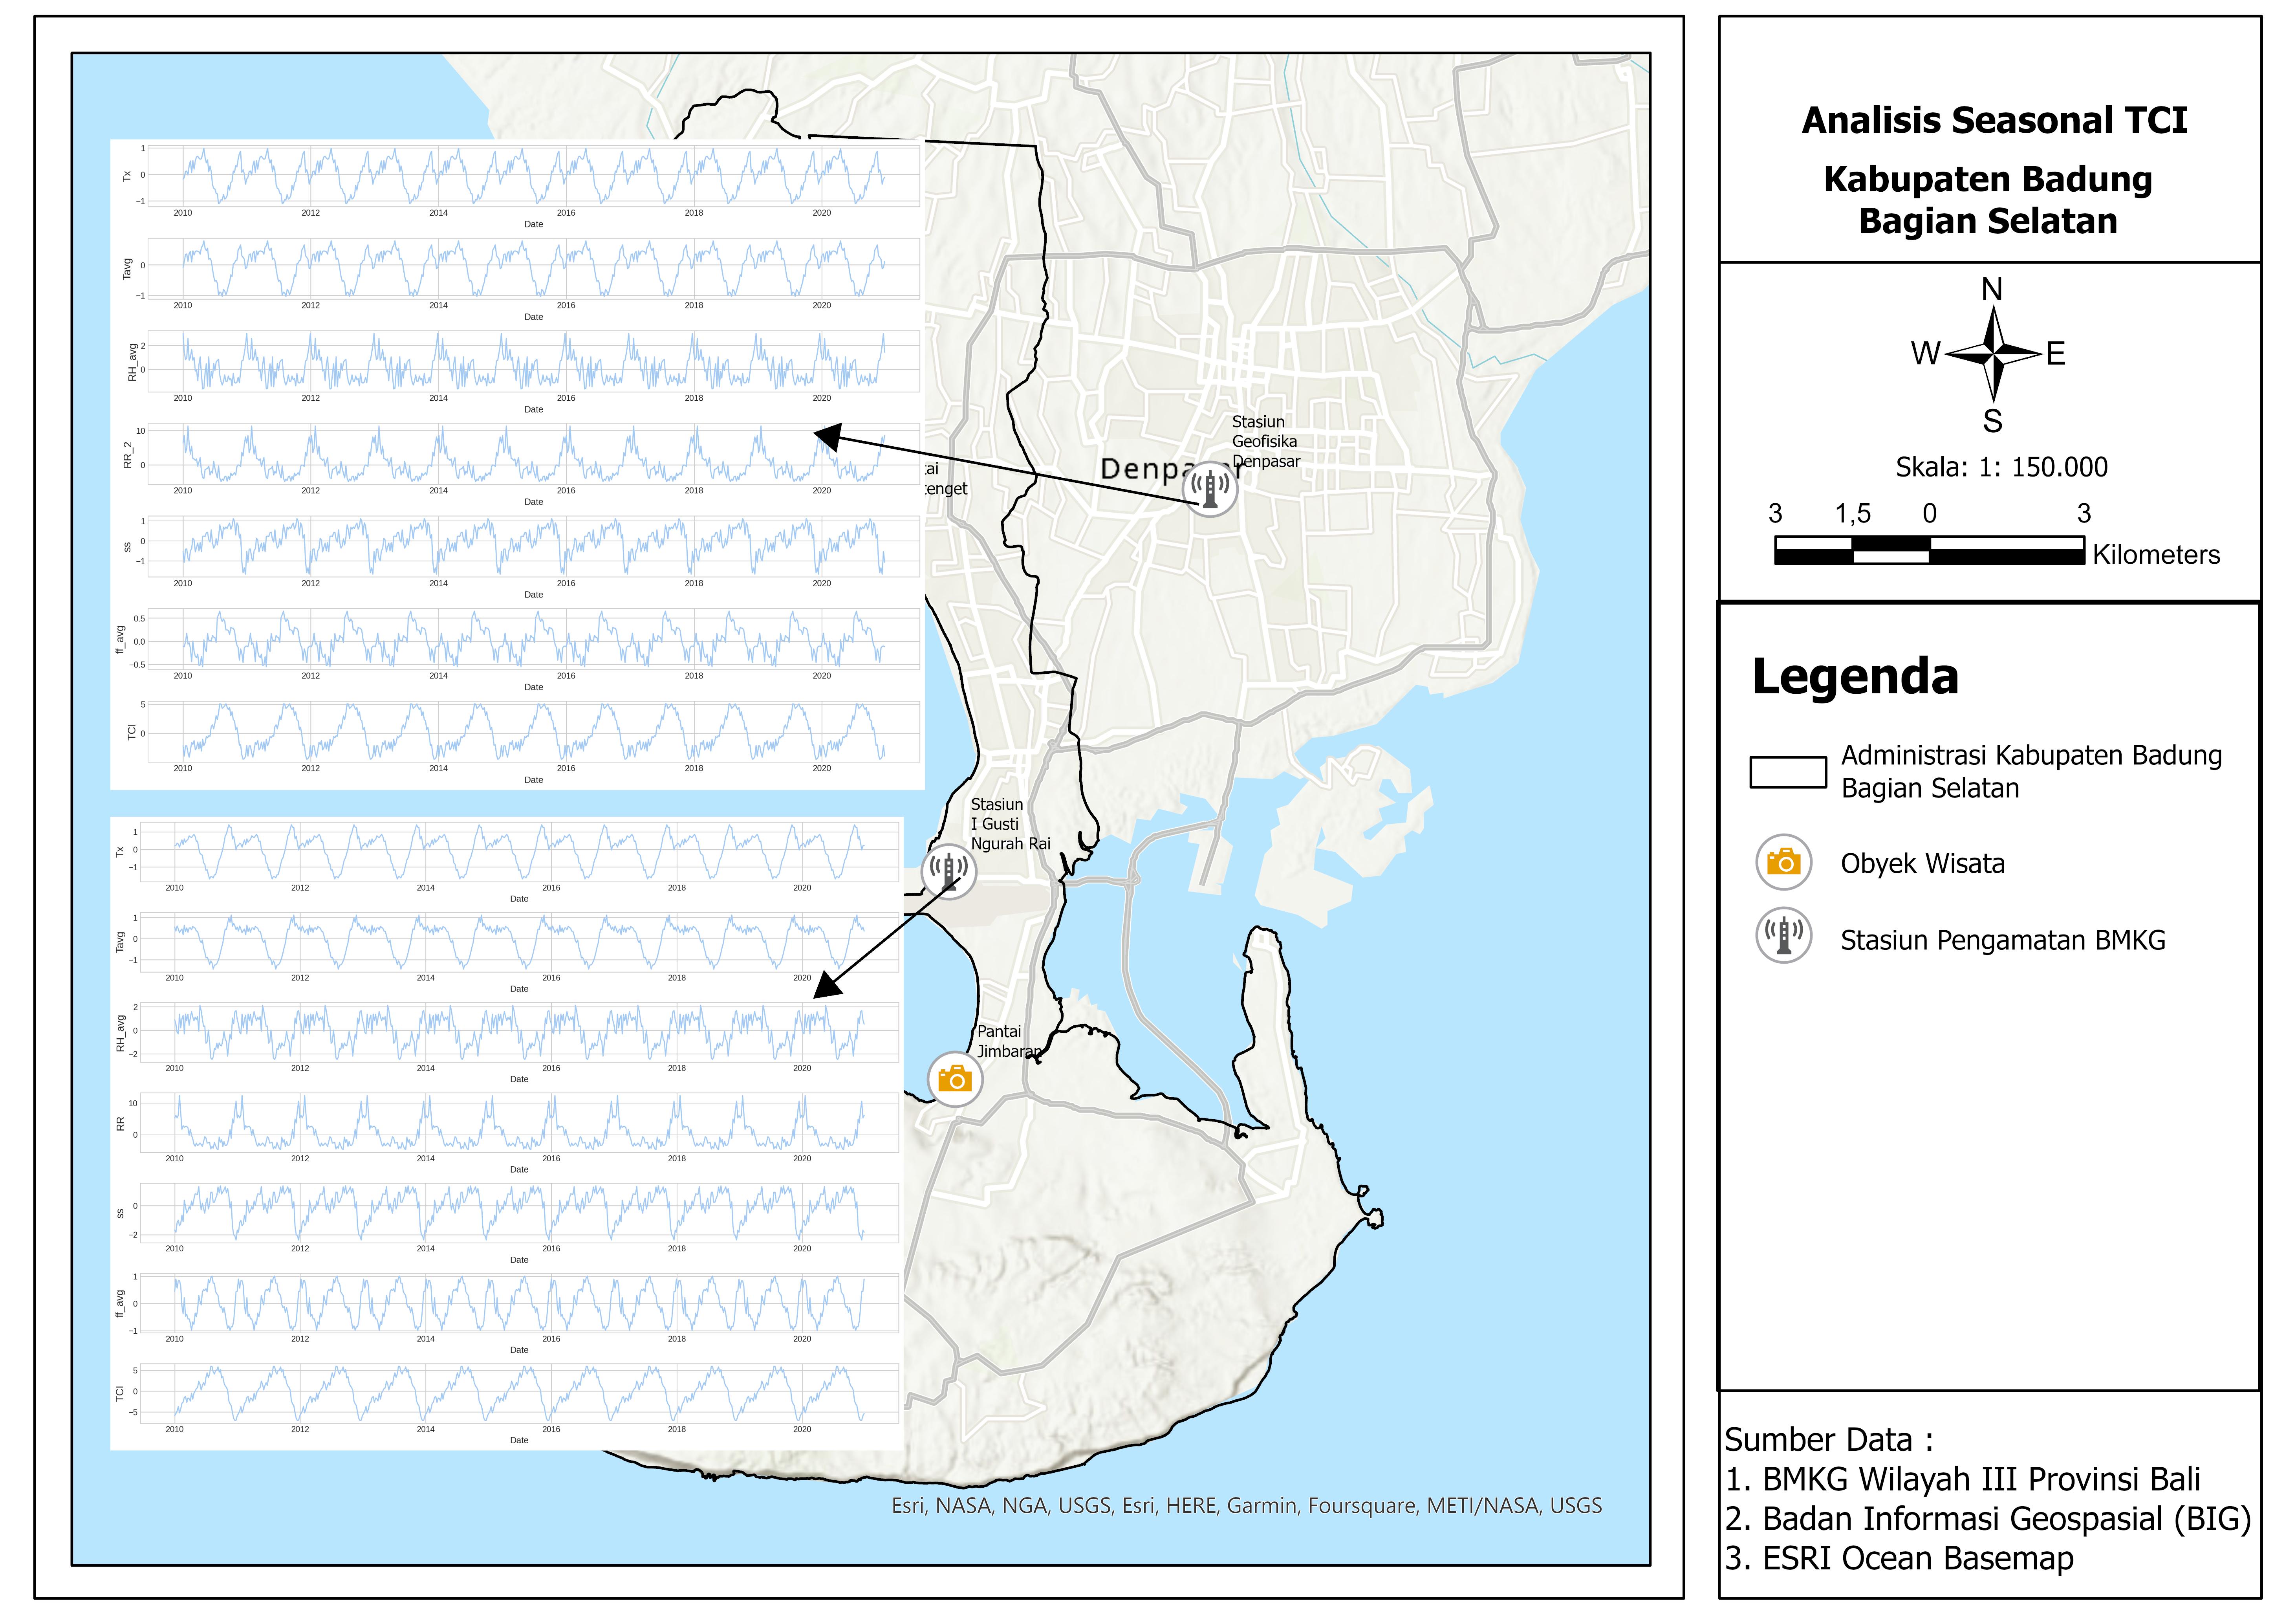 Analisis Seasonal TCI
Kabupaten Badung
Bagian Selatan
N
W E
S
Skala: 1: 150.000
3 1,5 0 3
Kilometers
Legenda
Administrasi Kabupaten Badung
Bagian Selatan
Obyek Wisata
Stasiun Pengamatan BMKG
Sumber Data :
1. BMKG Wilayah III Provinsi Bali
2. Badan Informasi Geospasial (BIG)
3. ESRI Ocean Basemap
Tx
1
0
−1
2010 2012 2014 2016 2018 2020
Date
Tavg
0
−1
2010 2012 2014 2016 2018 2020
Date
RH_avg
2
0
2010 2012 2014 2016 2018 2020
Date
RR_2
10
0
2010 2012 2014 2016 2018 2020
Date
ss
1
0
−1
2010 2012 2014 2016 2018 2020
Date
ff_avg
0.5
0.0
−0.5
2010 2012 2014 2016 2018 2020
Date
TCI
5
0
2010 2012 2014 2016 2018 2020
Date
Tx
1
0
−1
2010 2012 2014 2016 2018 2020
Date
Tavg
1
0
−1
2010 2012 2014 2016 2018 2020
Date
RH_avg
2
0
−2
2010 2012 2014 2016 2018 2020
Date
RR
10
0
2010 2012 2014 2016 2018 2020
Date
ss
0
−2
2010 2012 2014 2016 2018 2020
Date
ff_avg
1
0
−1
2010 2012 2014 2016 2018 2020
Date
TCI
5
0
−5
2010 2012 2014 2016 2018 2020
Date
Stasiun
Geofisika
Denpasar
Denpasar
tai
tenget
Stasiun
I Gusti
Ngurah Rai
Pantai
Jimbaran
Esri, NASA, NGA, USGS, Esri, HERE, Garmin, Foursquare, METI/NASA, USGS